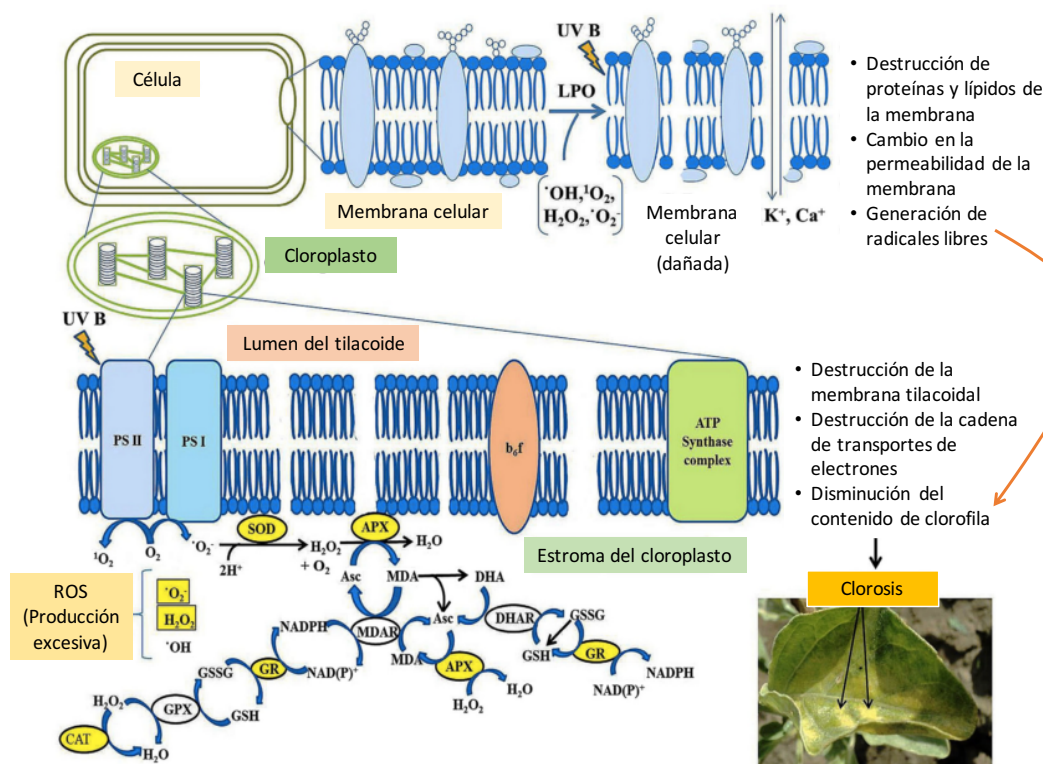 Célula
Membrana celular
UV B
LPO
˙OH,¹O₂,
H₂O₂,˙O₂⁻
Membrana
celular
(dañada)
K⁺, Ca⁺
• Destrucción de
proteínas y lípidos de
la membrana
• Cambio en la
permeabilidad de la
membrana
• Generación de
radicales libres
Cloroplasto
UV B
Lumen del tilacoide
PS II
PS I
b₆f
ATP
Synthase
complex
• Destrucción de la
membrana tilacoidal
• Destrucción de la cadena
de transportes de
electrones
• Disminución del
contenido de clorofila
Clorosis
¹O₂
O₂
˙O₂⁻
SOD
2H⁺
H₂O₂
+ O₂
APX
H₂O
Estroma del cloroplasto
Asc
MDA
DHA
ROS
(Producción
excesiva)
˙O₂⁻
H₂O₂
˙OH
NADPH
MDAR
Asc
DHAR
GSSG
GSSG
GR
NAD(P)⁺
MDA
APX
GSH
GR
NADPH
H₂O₂
GPX
GSH
H₂O
H₂O₂
NAD(P)⁺
CAT
H₂O